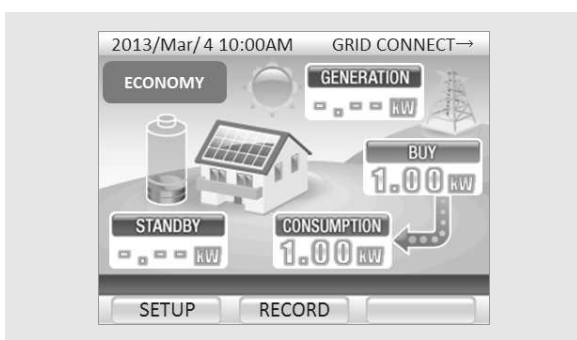 2013/Mar/ 4 10:00AM GRID CONNECT→
ECONOMY
GENERATION
-.-- kW
BUY
1.00 kW
STANDBY
-.-- kW
CONSUMPTION
1.00 kW
SETUP RECORD